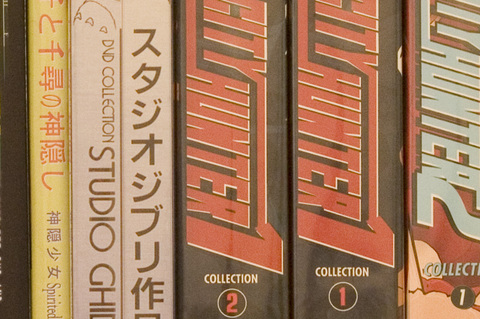 と千尋の神隠し
神隠少女 Spirited
DVD COLLECTION
STUDIO GHI
スタジオジブリ作品
CITY HUNTER
COLLECTION
2
CITY HUNTER
COLLECTION
1
CITY HUNTER 2
COLLECTION
1